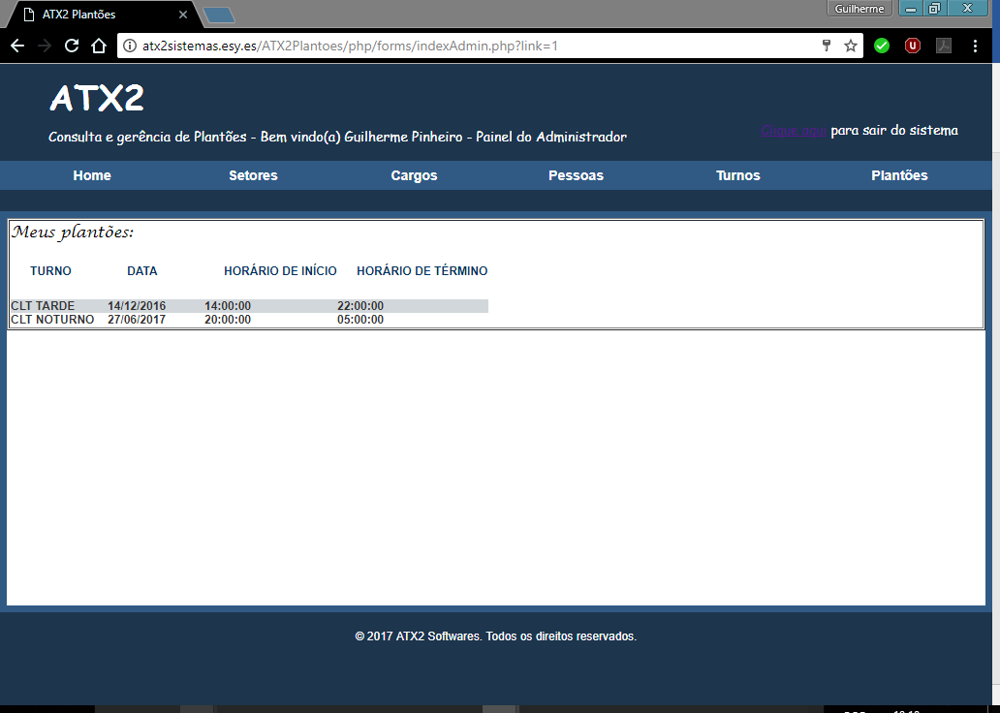 ATX2 Plantões
Guilherme
atx2sistemas.esy.es/ATX2Plantoes/php/forms/indexAdmin.php?link=1
ATX2
Consulta e gerência de Plantões - Bem vindo(a) Guilherme Pinheiro - Painel do Administrador
Clique aqui para sair do sistema
Home Setores Cargos Pessoas Turnos Plantões
Meus plantões:
TURNO DATA HORÁRIO DE INÍCIO HORÁRIO DE TÉRMINO
CLT TARDE 14/12/2016 14:00:00 22:00:00
CLT NOTURNO 27/06/2017 20:00:00 05:00:00
© 2017 ATX2 Softwares. Todos os direitos reservados.